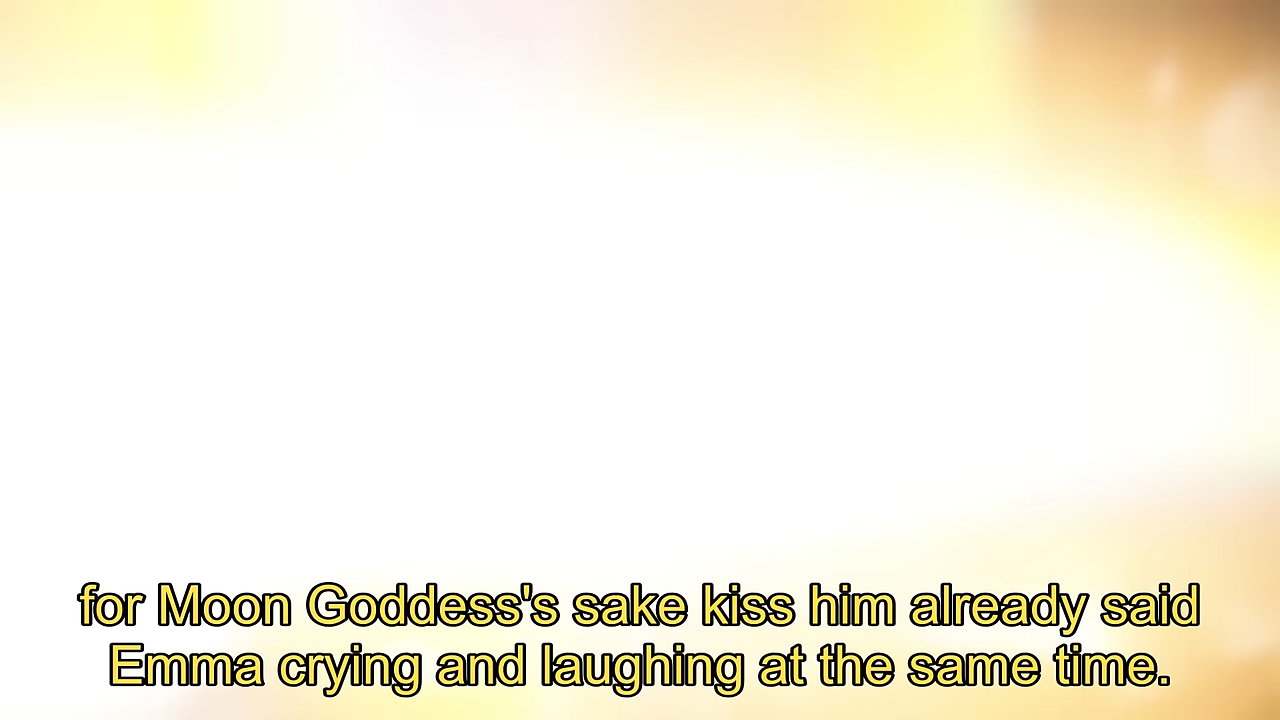 for Moon Goddess's sake kiss him already said
Emma crying and laughing at the same time.